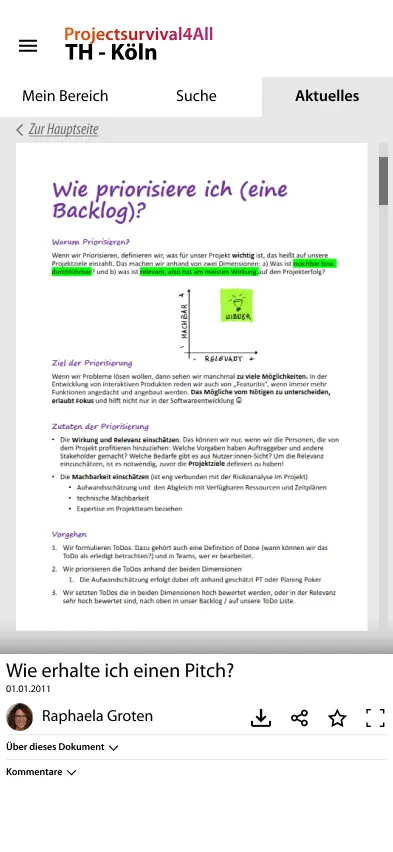 Projectsurvival4All
TH - Köln
Mein Bereich
Suche
Aktuelles
Zur Hauptseite
Wie priorisiere ich (eine
Backlog)?
Warum Priorisieren?
Wenn wir Priorisieren, definieren wir, was für unser Projekt wichtig ist, das heißt auf unsere
Projektziele einzahlt. Das machen wir anhand von zwei Dimensionen: a) Was ist machbar bzw.
durchführbar? und b) was ist relevant, also hat am meisten Wirkung auf den Projekterfolg?
MACHBAR
WINNER
RELEVANT
Ziel der Priorisierung
Wenn wir Probleme lösen wollen, dann sehen wir manchmal zu viele Möglichkeiten. In der
Entwicklung von interaktiven Produkten reden wir auch von „Featuritis“, wenn immer mehr
Funktionen angedacht und angebaut werden. Das Mögliche vom Nötigen zu unterscheiden,
erlaubt Fokus und hilft nicht nur in der Softwareentwicklung ☺
Zutaten der Priorisierung
• Die Wirkung und Relevanz einschätzen. Das können wir nur, wenn wir die Personen, die von
dem Projekt profitieren hinzuziehen: Welche Vorgaben haben Auftraggeber und andere
Stakeholder gemacht? Welche Bedarfe gibt es aus Nutzer:innen-Sicht? Um die Relevanz
einzuschätzen, ist es notwendig, zuvor die Projektziele definiert zu haben!
• Die Machbarkeit einschätzen (ist eng verbunden mit der Risikoanalyse im Projekt)
• Aufwandsschätzung und den Abgleich mit Verfügbaren Ressourcen und Zeitplänen
• technische Machbarkeit
• Expertise im Projektteam beziehen
Vorgehen
1. Wir formulieren ToDos. Dazu gehört auch eine Definition of Done (wann können wir das
ToDo als erledigt betrachten?) und in Teams, wer er bearbeitet.
2. Wir priorisieren die ToDos anhand der beiden Dimensionen
1. Die Aufwandschätzung erfolgt dabei oft anhand geschätzt PT oder Planing Poker
3. Wir setzten ToDos die in beiden Dimensionen hoch bewertet werden, oder in der Relevanz
sehr hoch bewertet sind, nach oben in unser Backlog / auf unsere ToDo Liste.
Wie erhalte ich einen Pitch?
01.01.2011
Raphaela Groten
Über dieses Dokument
Kommentare